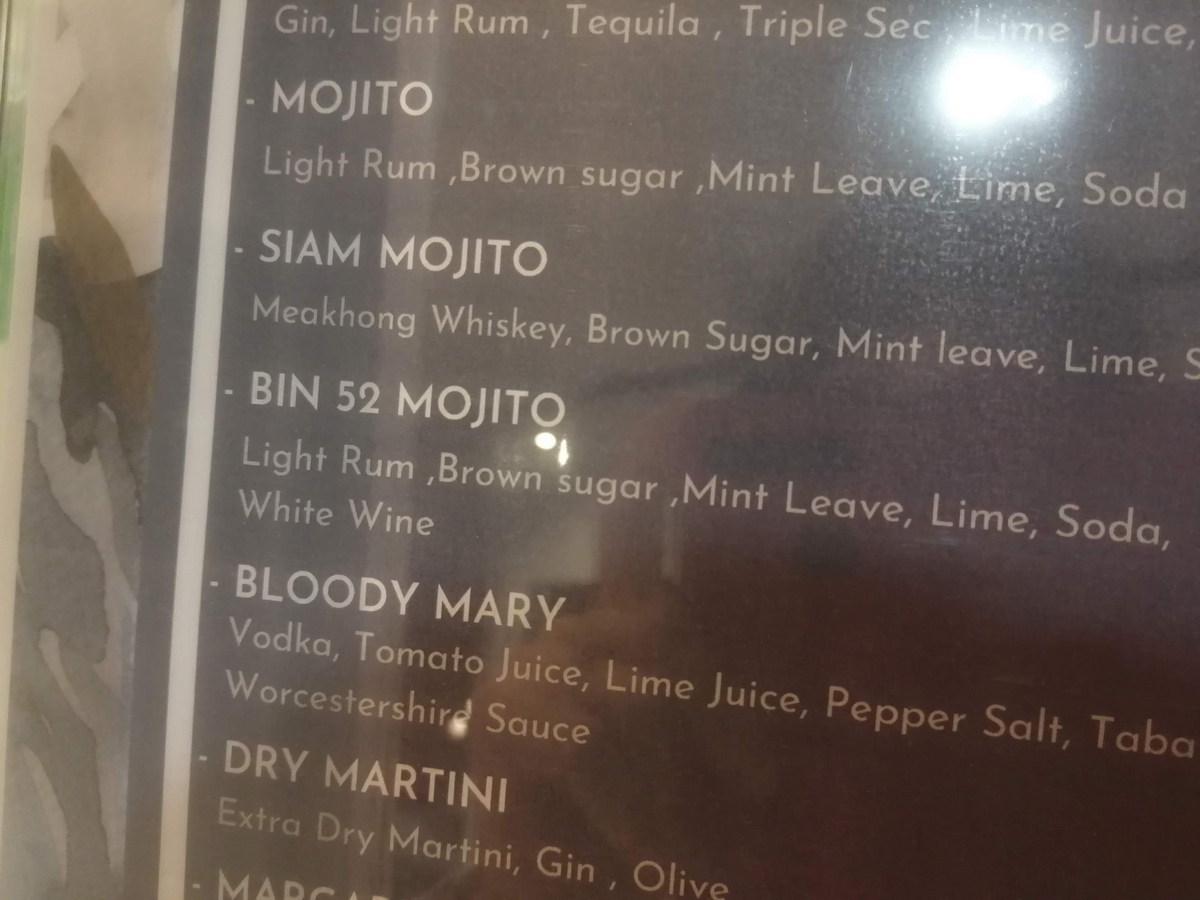 Gin, Light Rum , Tequila , Triple Sec , Lime Juice,
- MOJITO
Light Rum ,Brown sugar ,Mint Leave, Lime, Soda
- SIAM MOJITO
Meakhong Whiskey, Brown Sugar, Mint leave, Lime, S
- BIN 52 MOJITO
Light Rum ,Brown sugar ,Mint Leave, Lime, Soda,
White Wine
- BLOODY MARY
Vodka, Tomato Juice, Lime Juice, Pepper Salt, Taba
Worcestershire Sauce
- DRY MARTINI
Extra Dry Martini, Gin , Olive